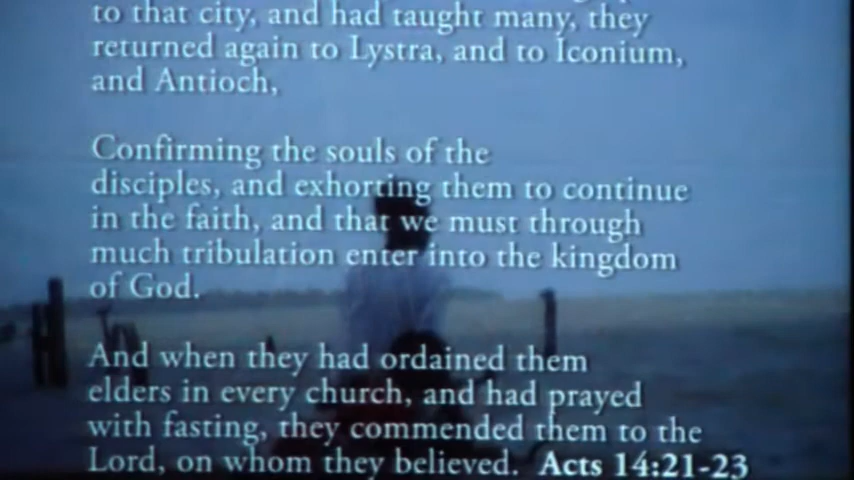 to that city, and had taught many, they
returned again to Lystra, and to Iconium,
and Antioch,
Confirming the souls of the
disciples, and exhorting them to continue
in the faith, and that we must through
much tribulation enter into the kingdom
of God.
And when they had ordained them
elders in every church, and had prayed
with fasting, they commended them to the
Lord, on whom they believed. Acts 14:21-23